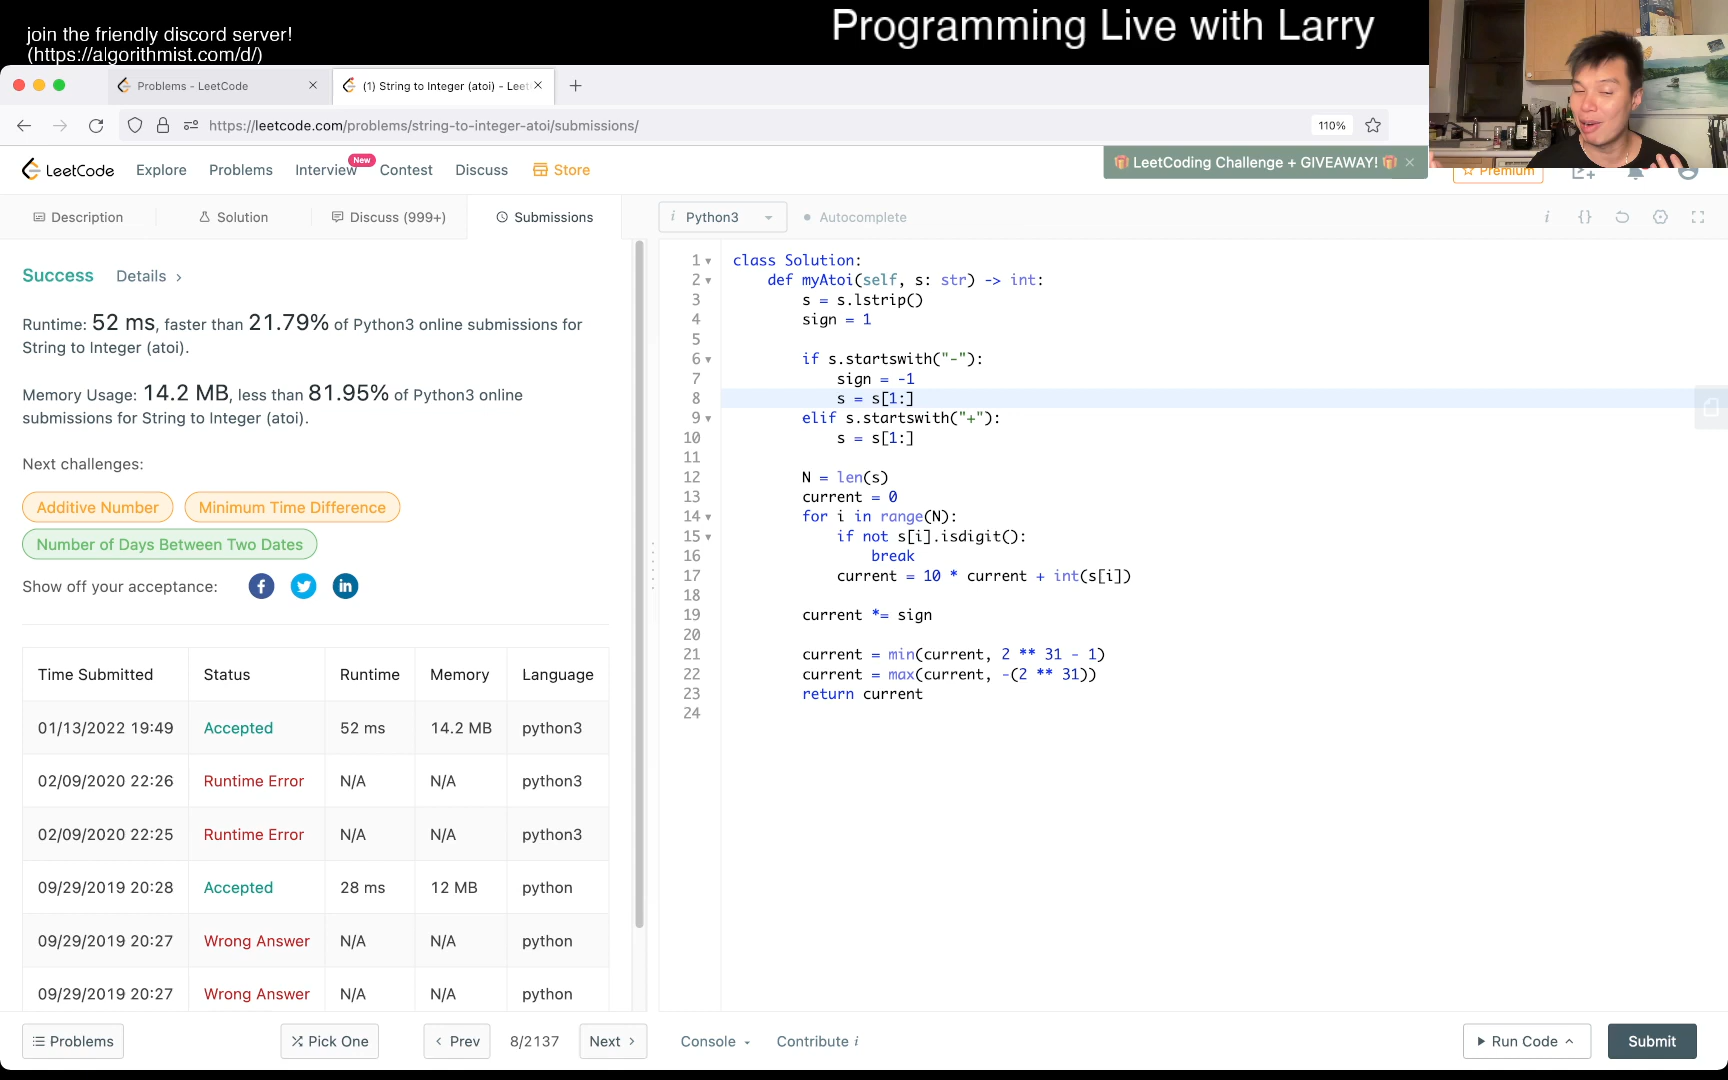 join the friendly discord server!
(https://algorithmist.com/d/)
Programming Live with Larry
Problems - LeetCode
(1) String to Integer (atoi) - Leet
https://leetcode.com/problems/string-to-integer-atoi/submissions/
110%
LeetCode
Explore
Problems
Interview
New
Contest
Discuss
Store
LeetCoding Challenge + GIVEAWAY!
Premium
Description
Solution
Discuss (999+)
Submissions
i Python3
Autocomplete
i
{}
Success
Details
Runtime: 52 ms, faster than 21.79% of Python3 online submissions for
String to Integer (atoi).
Memory Usage: 14.2 MB, less than 81.95% of Python3 online
submissions for String to Integer (atoi).
Next challenges:
Additive Number
Minimum Time Difference
Number of Days Between Two Dates
Show off your acceptance:
f
in
Time Submitted Status Runtime Memory Language
01/13/2022 19:49 Accepted 52 ms 14.2 MB python3
02/09/2020 22:26 Runtime Error N/A N/A python3
02/09/2020 22:25 Runtime Error N/A N/A python3
09/29/2019 20:28 Accepted 28 ms 12 MB python
09/29/2019 20:27 Wrong Answer N/A N/A python
09/29/2019 20:27 Wrong Answer N/A N/A python
1 class Solution:
2 def myAtoi(self, s: str) -> int:
3 s = s.lstrip()
4 sign = 1
5
6 if s.startswith("-"):
7 sign = -1
8 s = s[1:]
9 elif s.startswith("+"):
10 s = s[1:]
11
12 N = len(s)
13 current = 0
14 for i in range(N):
15 if not s[i].isdigit():
16 break
17 current = 10 * current + int(s[i])
18
19 current *= sign
20
21 current = min(current, 2 ** 31 - 1)
22 current = max(current, -(2 ** 31))
23 return current
24
Problems
Pick One
Prev
8/2137
Next
Console
Contribute i
Run Code
Submit